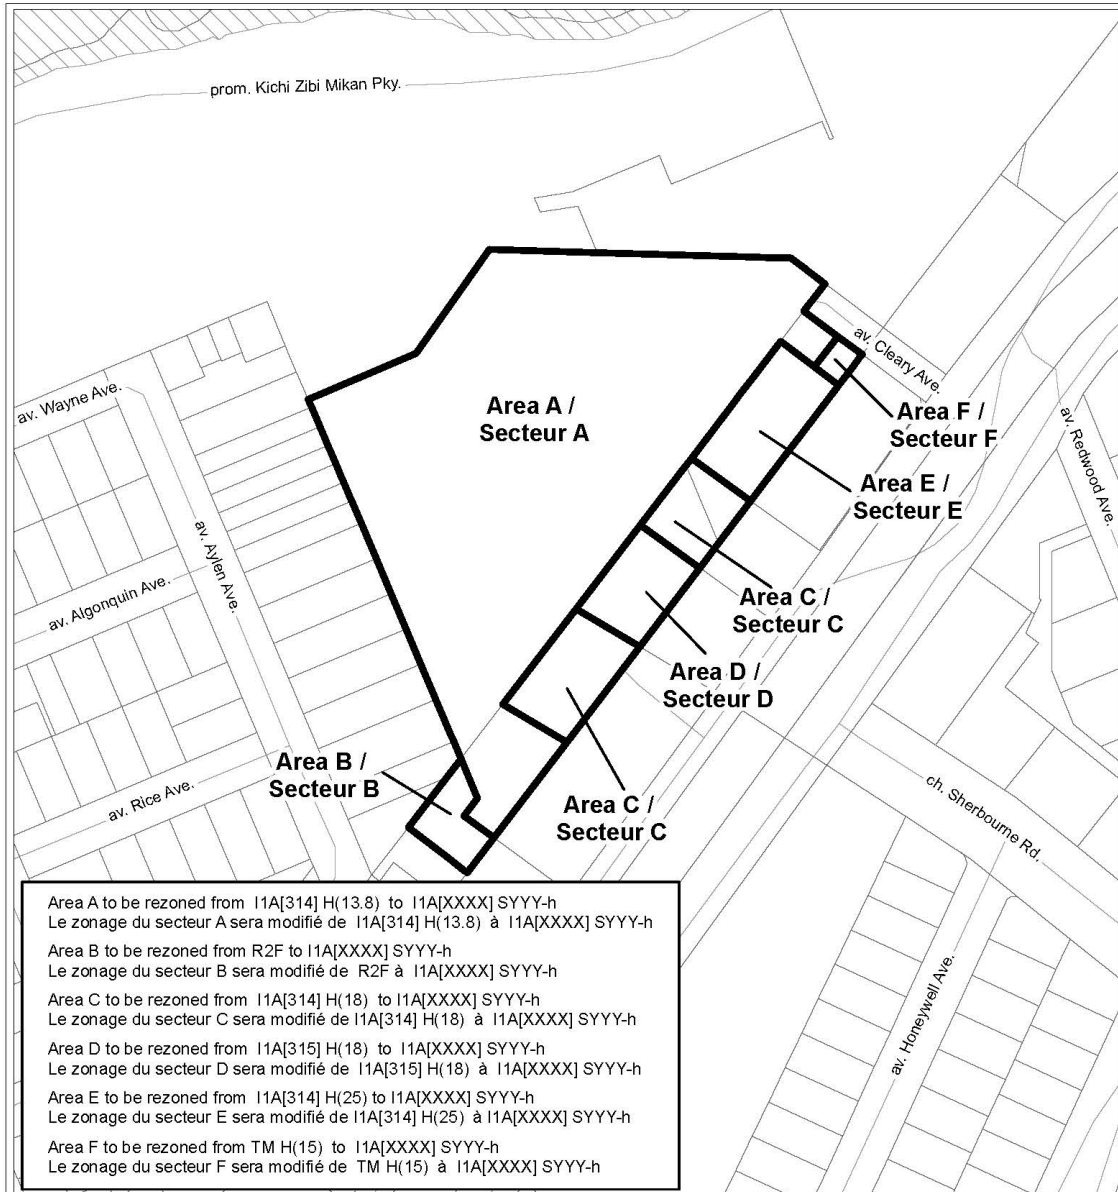 prom. Kichi Zibi Mikan Pky.
av. Cleary Ave.
av. Wayne Ave.
Area A /
Secteur A
Area F /
Secteur F
av. Redwood Ave.
Area E /
Secteur E
av. Aylen Ave.
av. Algonquin Ave.
Area C /
Secteur C
Area D /
Secteur D
Area B /
Secteur B
av. Rice Ave.
Area C /
Secteur C
ch. Sherbourne Rd.
av. Honeywell Ave.
Area A to be rezoned from I1A[314] H(13.8) to I1A[XXXX] SYYY-h
Le zonage du secteur A sera modifié de I1A[314] H(13.8) à I1A[XXXX] SYYY-h
Area B to be rezoned from R2F to I1A[XXXX] SYYY-h
Le zonage du secteur B sera modifié de R2F à I1A[XXXX] SYYY-h
Area C to be rezoned from I1A[314] H(18) to I1A[XXXX] SYYY-h
Le zonage du secteur C sera modifié de I1A[314] H(18) à I1A[XXXX] SYYY-h
Area D to be rezoned from I1A[315] H(18) to I1A[XXXX] SYYY-h
Le zonage du secteur D sera modifié de I1A[315] H(18) à I1A[XXXX] SYYY-h
Area E to be rezoned from I1A[314] H(25) to I1A[XXXX] SYYY-h
Le zonage du secteur E sera modifié de I1A[314] H(25) à I1A[XXXX] SYYY-h
Area F to be rezoned from TM H(15) to I1A[XXXX] SYYY-h
Le zonage du secteur F sera modifié de TM H(15) à I1A[XXXX] SYYY-h